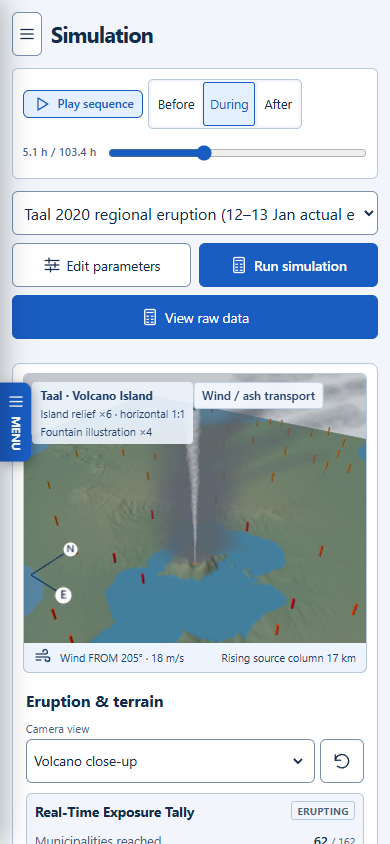 Simulation
Play sequence
Before
During
After
5.1 h / 103.4 h
Taal 2020 regional eruption (12–13 Jan actual e
Edit parameters
Run simulation
View raw data
MENU
Taal · Volcano Island
Island relief ×6 · horizontal 1:1
Fountain illustration ×4
Wind / ash transport
N
E
Wind FROM 205° · 18 m/s
Rising source column 17 km
Eruption & terrain
Camera view
Volcano close-up
Real-Time Exposure Tally
ERUPTING
Municipalities reached
62 / 162